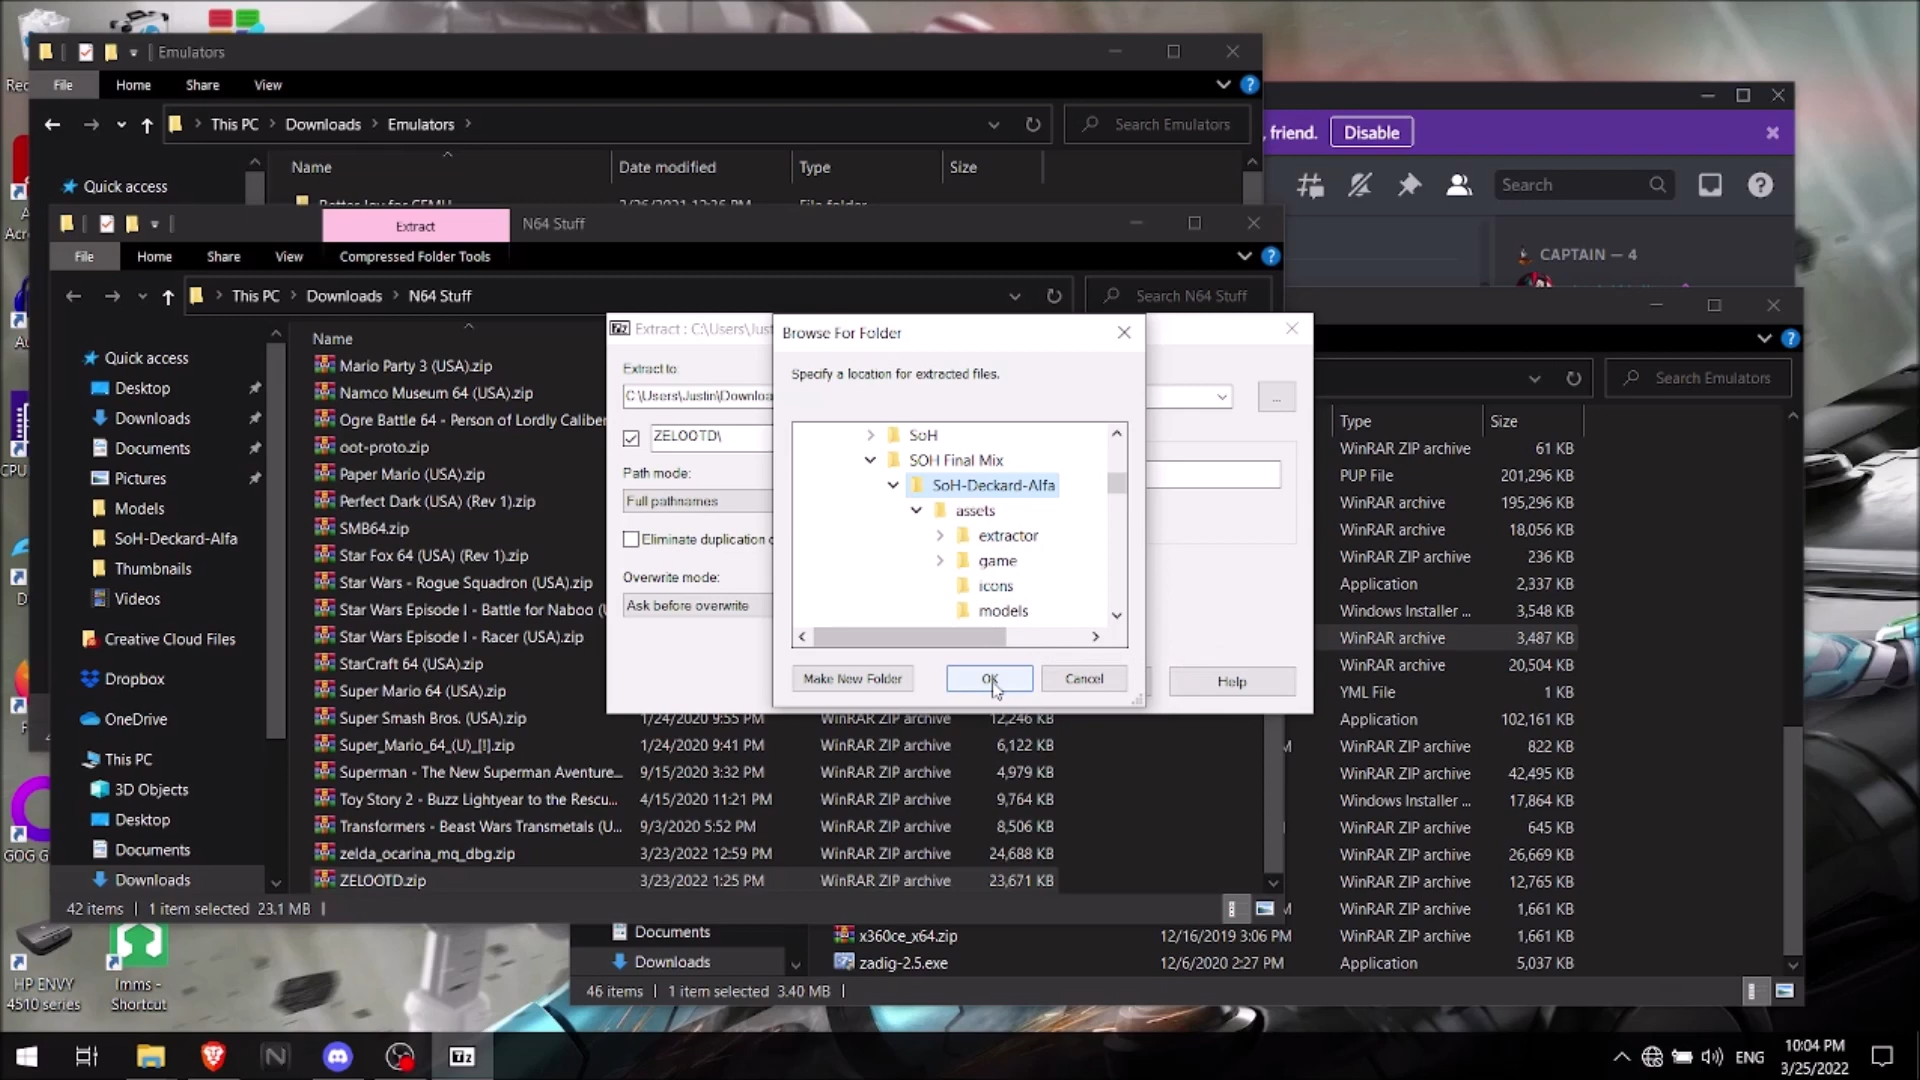 Emulators
File
Home
Share
View
This PC
Downloads
Emulators
Search Emulators
Name
Date modified
Type
Size
Quick access
friend.
Disable
Search
CAPTAIN — 4
Extract
N64 Stuff
File
Home
Share
View
Compressed Folder Tools
This PC
Downloads
N64 Stuff
Search N64 Stuff
Quick access
Desktop
Downloads
Documents
Pictures
Models
SoH-Deckard-Alfa
Thumbnails
Videos
Creative Cloud Files
Dropbox
OneDrive
This PC
3D Objects
Desktop
Documents
Downloads
Name
Mario Party 3 (USA).zip
Namco Museum 64 (USA).zip
Ogre Battle 64 - Person of Lordly Caliber
oot-proto.zip
Paper Mario (USA).zip
Perfect Dark (USA) (Rev 1).zip
SMB64.zip
Star Fox 64 (USA) (Rev 1).zip
Star Wars - Rogue Squadron (USA).zip
Star Wars Episode I - Battle for Naboo (
Star Wars Episode I - Racer (USA).zip
StarCraft 64 (USA).zip
Super Mario 64 (USA).zip
Super Smash Bros. (USA).zip 1/24/2020 9:55 PM WinRAR ZIP archive 12,246 KB
Super_Mario_64_(U)_[!].zip 1/24/2020 9:41 PM WinRAR ZIP archive 6,122 KB
Superman - The New Superman Aventure... 9/15/2020 3:32 PM WinRAR ZIP archive 4,979 KB
Toy Story 2 - Buzz Lightyear to the Rescu... 4/15/2020 11:21 PM WinRAR ZIP archive 9,764 KB
Transformers - Beast Wars Transmetals (U... 9/3/2020 5:52 PM WinRAR ZIP archive 8,506 KB
zelda_ocarina_mq_dbg.zip 3/23/2022 12:59 PM WinRAR ZIP archive 24,688 KB
ZELOOTD.zip 3/23/2022 1:25 PM WinRAR ZIP archive 23,671 KB
42 items
1 item selected 23.1 MB
Extract : C:\Users\Just
Extract to:
C:\Users\Justin\Downloa
...
ZELOOTD\
Path mode:
Full pathnames
Eliminate duplication
Overwrite mode:
Ask before overwrite
Help
Browse For Folder
Specify a location for extracted files.
SoH
SOH Final Mix
SoH-Deckard-Alfa
assets
extractor
game
icons
models
Make New Folder
OK
Cancel
Search Emulators
Type
Size
WinRAR ZIP archive 61 KB
PUP File 201,296 KB
WinRAR archive 195,296 KB
WinRAR archive 18,056 KB
WinRAR ZIP archive 236 KB
Application 2,337 KB
Windows Installer ... 3,548 KB
WinRAR archive 3,487 KB
WinRAR archive 20,504 KB
YML File 1 KB
Application 102,161 KB
WinRAR ZIP archive 822 KB
WinRAR ZIP archive 42,495 KB
Windows Installer ... 17,864 KB
WinRAR ZIP archive 645 KB
WinRAR ZIP archive 26,669 KB
WinRAR ZIP archive 12,765 KB
WinRAR ZIP archive 1,661 KB
x360ce_x64.zip 12/16/2019 3:06 PM WinRAR ZIP archive 1,661 KB
zadig-2.5.exe 12/6/2020 2:27 PM Application 5,037 KB
Documents
Downloads
46 items
1 item selected 3.40 MB
HP ENVY
4510 series
lmms -
Shortcut
ENG
10:04 PM
3/25/2022